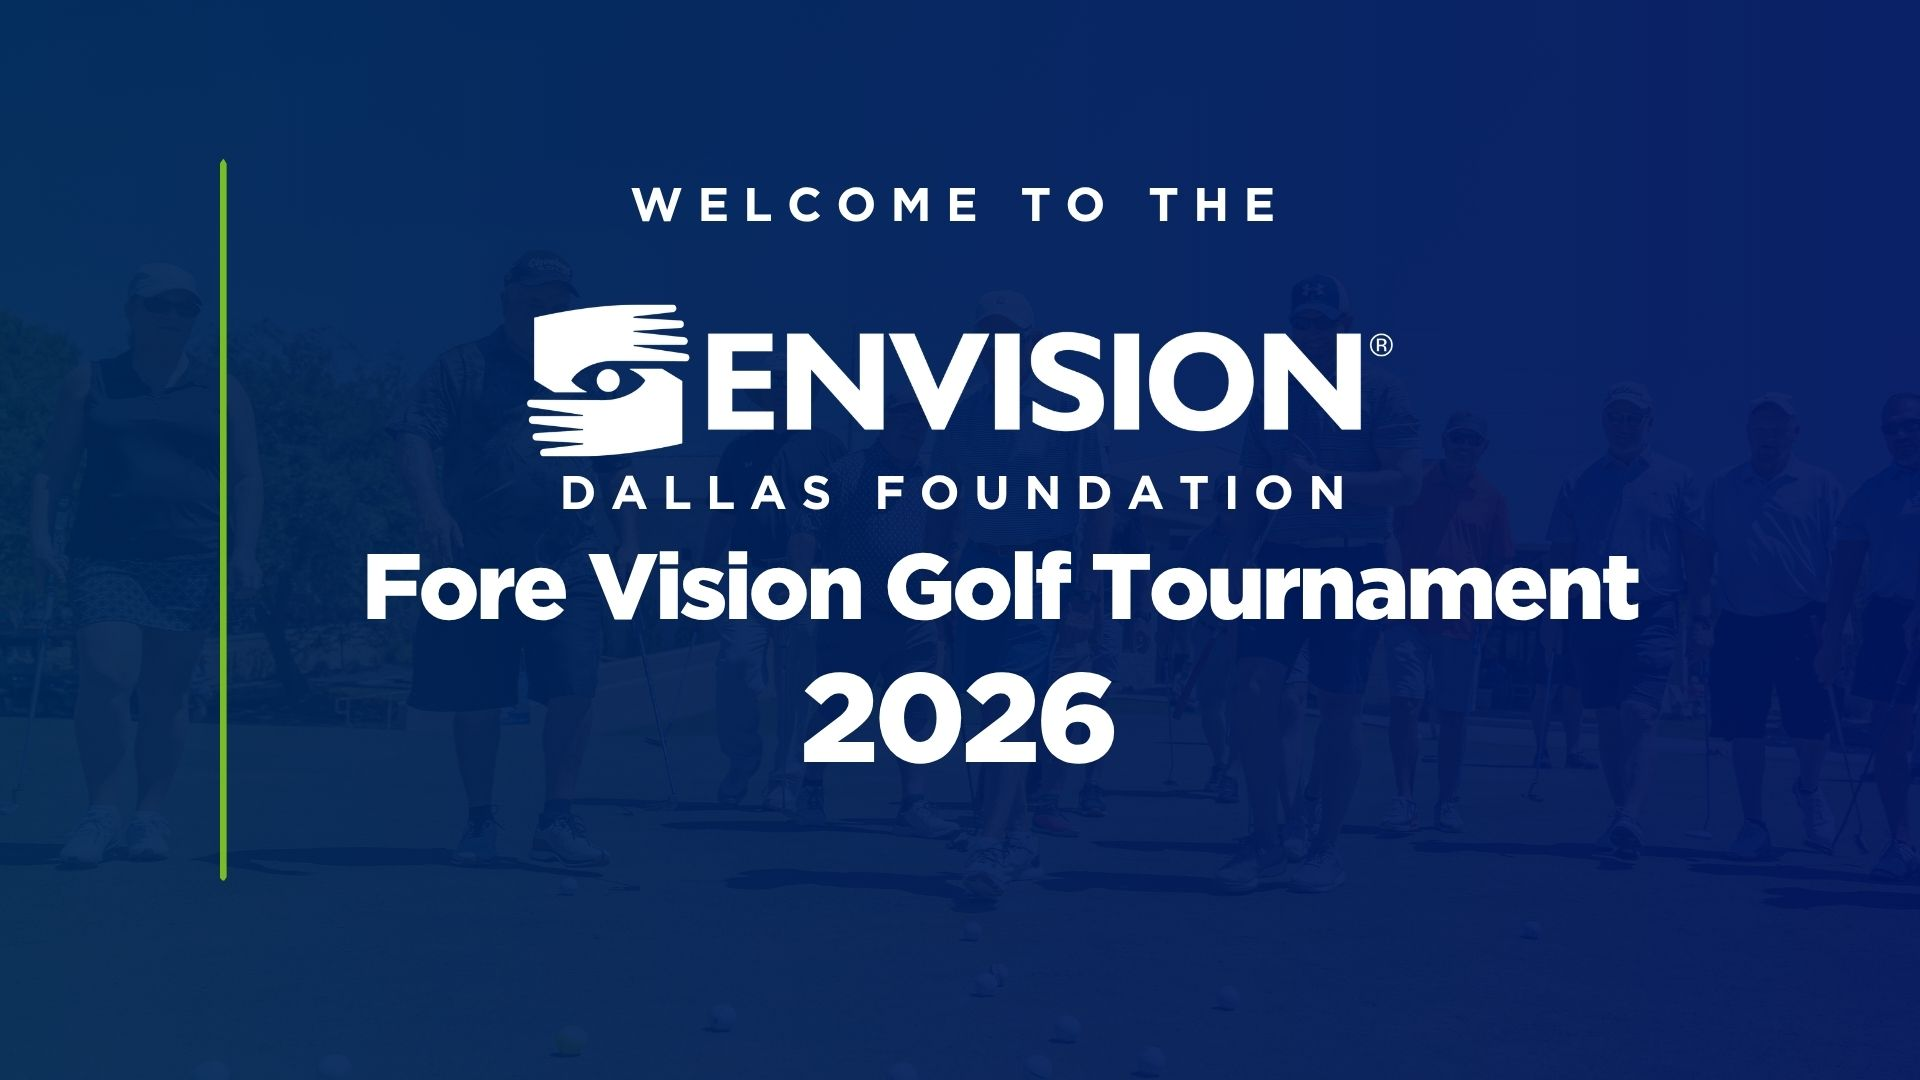 WELCOME TO THE
ENVISION®
DALLAS FOUNDATION
Fore Vision Golf Tournament
2026